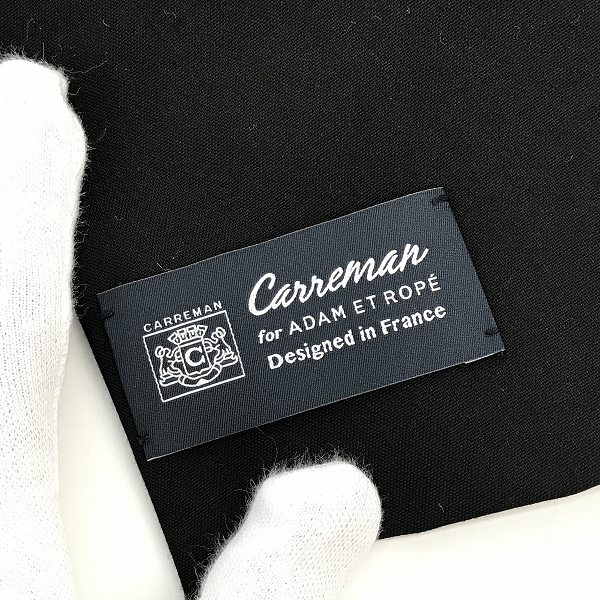 CARREMAN
C
Carreman
for ADAM ET ROPÉ
Designed in France